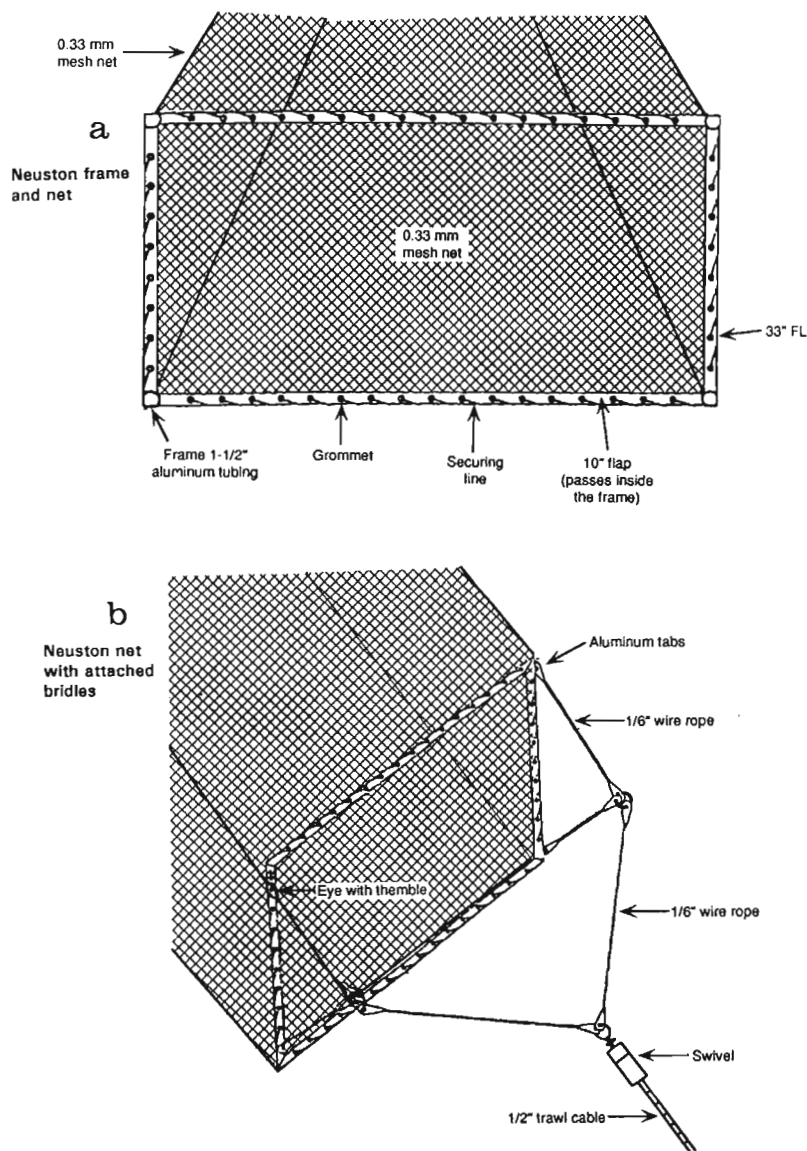 0.33 mm
mesh net
a
Neuston frame
and net
0.33 mm
mesh net
33" FL
Frame 1-1/2"
aluminum tubing
Grommet
Securing
line
10" flap
(passes inside
the frame)
b
Neuston net
with attached
bridles
Aluminum tabs
1/6" wire rope
Eye with themble
1/6" wire rope
Swivel
1/2" trawl cable